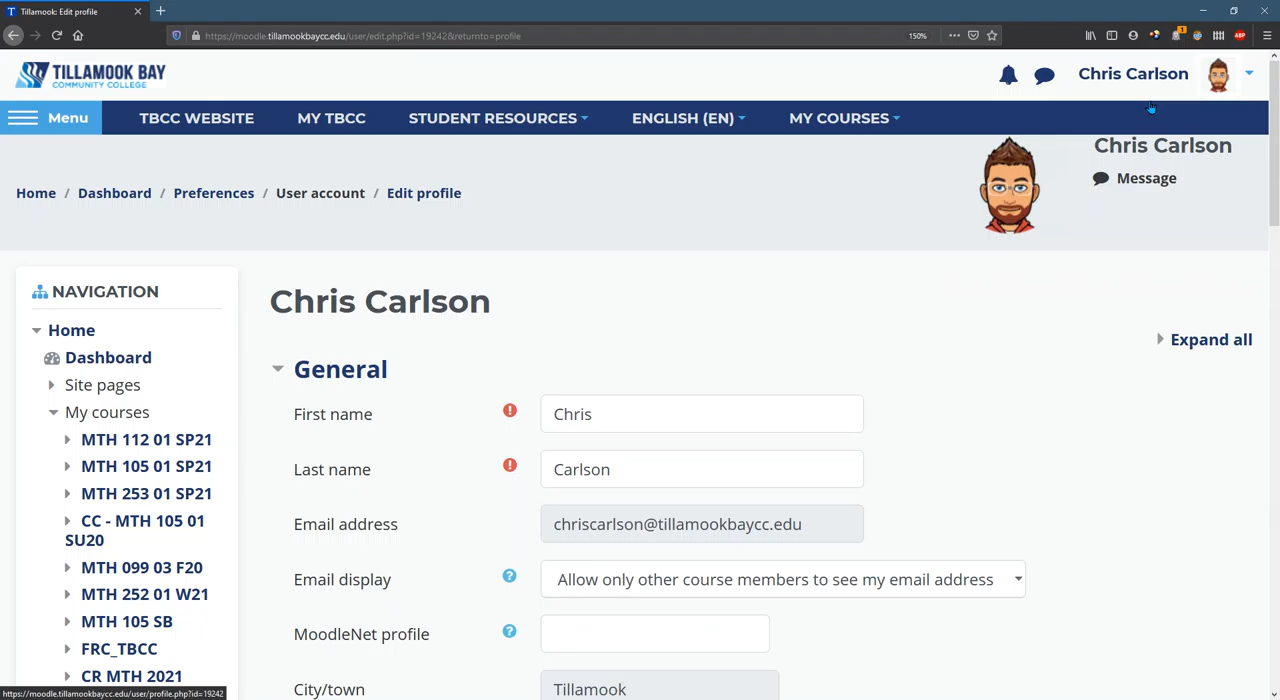 Tillamook: Edit profile
https://moodle.tillamookbaycc.edu/user/edit.php?id=19242&returnto=profile
150%
1
ABP
TILLAMOOK BAY
COMMUNITY COLLEGE
Chris Carlson
Menu
TBCC WEBSITE
MY TBCC
STUDENT RESOURCES
ENGLISH (EN)
MY COURSES
Chris Carlson
Message
Home / Dashboard / Preferences / User account / Edit profile
NAVIGATION
Home
Dashboard
Site pages
My courses
MTH 112 01 SP21
MTH 105 01 SP21
MTH 253 01 SP21
CC - MTH 105 01
SU20
MTH 099 03 F20
MTH 252 01 W21
MTH 105 SB
FRC_TBCC
CR MTH 2021
Chris Carlson
Expand all
General
First name
Chris
Last name
Carlson
Email address
chriscarlson@tillamookbaycc.edu
Email display
Allow only other course members to see my email address
MoodleNet profile
City/town
Tillamook
https://moodle.tillamookbaycc.edu/user/profile.php?id=19242